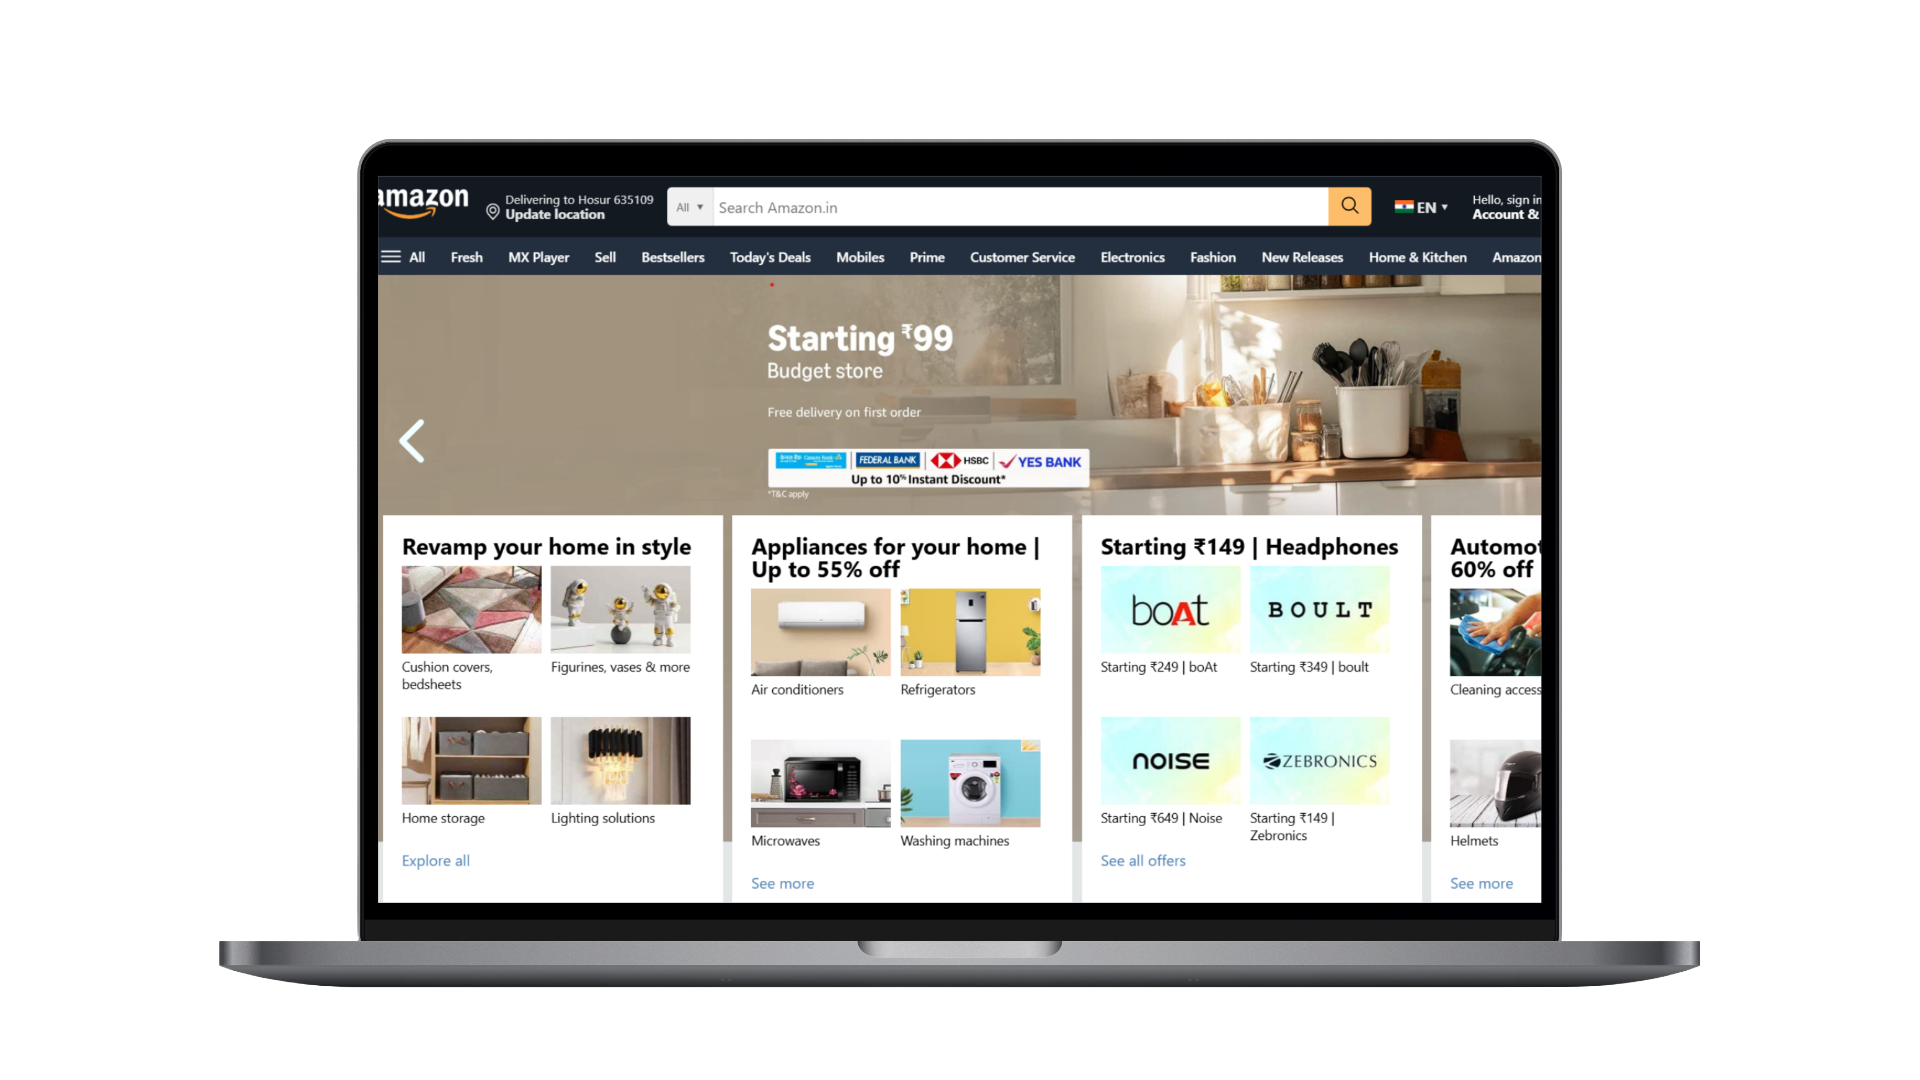 amazon
Delivering to Hosur 635109
Update location
All
Search Amazon.in
EN
Hello, sign in
Account &
All Fresh MX Player Sell Bestsellers Today's Deals Mobiles Prime Customer Service Electronics Fashion New Releases Home & Kitchen Amazon
Starting ₹99
Budget store
Free delivery on first order
Canara Bank FEDERAL BANK HSBC YES BANK
Up to 10% Instant Discount*
*T&C apply
Revamp your home in style
Cushion covers,
bedsheets
Figurines, vases & more
Home storage
Lighting solutions
Explore all
Appliances for your home |
Up to 55% off
Air conditioners
Refrigerators
Microwaves
Washing machines
See more
Starting ₹149 | Headphones
boAt
BOULT
Starting ₹249 | boAt
Starting ₹349 | boult
NOISE
ZEBRONICS
Starting ₹649 | Noise
Starting ₹149 |
Zebronics
See all offers
Automo
60% off
Cleaning access
Helmets
See more